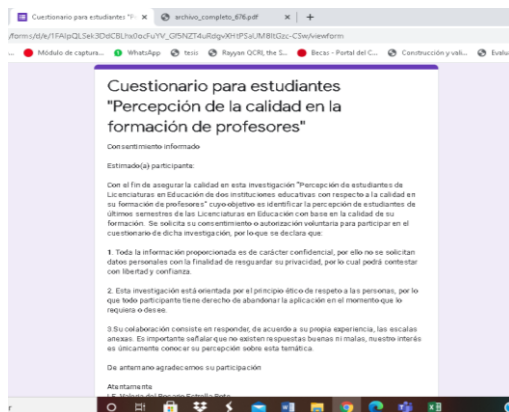 Cuestionario para estudiantes "P
archivo_completo_676.pdf
Módulo de captura...
WhatsApp
tesis
Rayyan QCRI, the S...
Becas - Portal del C...
Construcción y vali...
Evalu
Cuestionario para estudiantes
"Percepción de la calidad en la
formación de profesores"
Consentimiento informado
Estimado(a) participante:
Con el fin de asegurar la calidad en esta investigación "Percepción de estudiantes de
Licenciaturas en Educación de dos instituciones educativas con respecto a la calidad en
su formación de profesores" cuyo objetivo es identificar la percepción de estudiantes de
últimos semestres de las Licenciaturas en Educación con base en la calidad de su
formación. Se solicita su consentimiento o autorización voluntaria para participar en el
cuestionario de dicha investigación, por lo que se declara que:
1. Toda la información proporcionada es de carácter confidencial, por ello no se solicitan
datos personales con la finalidad de resguardar su privacidad, por lo cual podrá contestar
con libertad y confianza.
2. Esta investigación está orientada por el principio ético de respeto a las personas, por lo
que todo participante tiene derecho de abandonar la aplicación en el momento que lo
requiera o desee.
3.Su colaboración consiste en responder, de acuerdo a su propia experiencia, las escalas
anexas. Es importante señalar que no existen respuestas buenas ni malas, nuestro interés
es únicamente conocer su percepción sobre esta temática.
De antemano agradecemos su participación
Atentamente